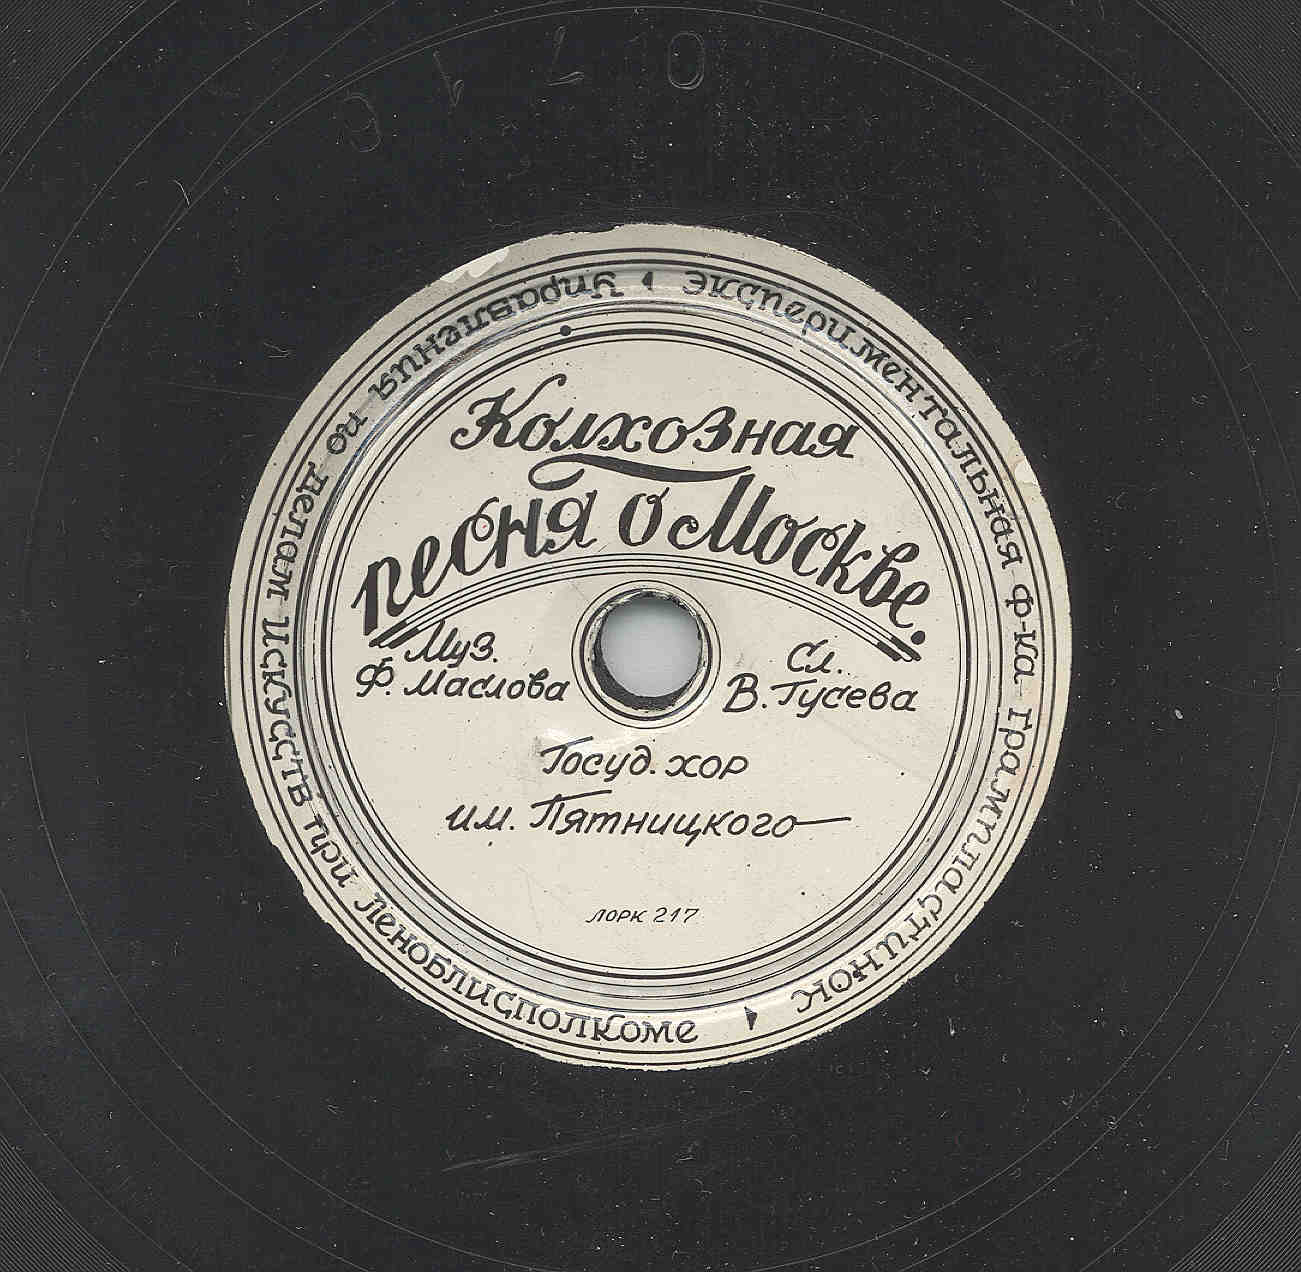 Экспериментальная ф-ка Грампластинок
Управления по делам Искусств при леноблисполкоме
Колхозная
песня о Москве.
Муз.
Ф. Маслова
Сл.
В. Гусева
Госуд. хор
им. Пятницкого
ЛОРК 217